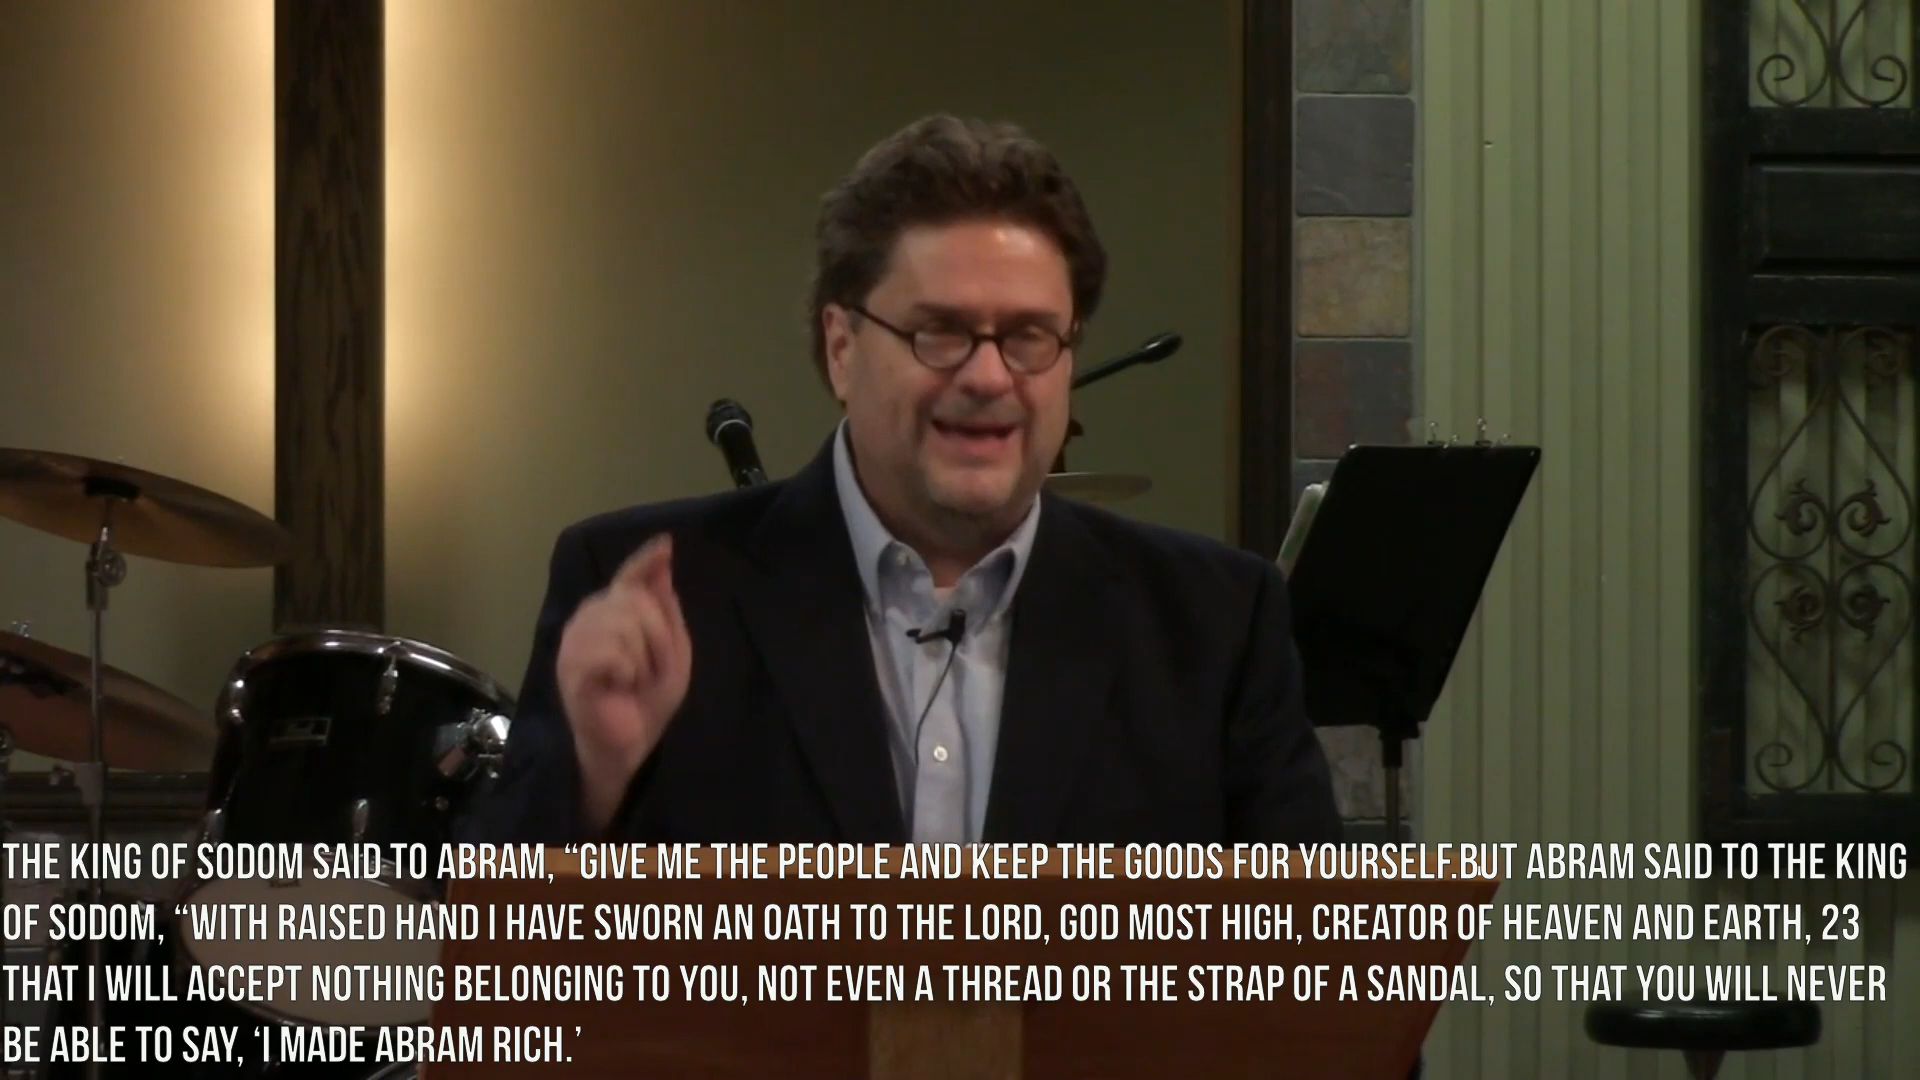 THE KING OF SODOM SAID TO ABRAM, “GIVE ME THE PEOPLE AND KEEP THE GOODS FOR YOURSELF.BUT ABRAM SAID TO THE KING
OF SODOM, “WITH RAISED HAND I HAVE SWORN AN OATH TO THE LORD, GOD MOST HIGH, CREATOR OF HEAVEN AND EARTH, 23
THAT I WILL ACCEPT NOTHING BELONGING TO YOU, NOT EVEN A THREAD OR THE STRAP OF A SANDAL, SO THAT YOU WILL NEVER
BE ABLE TO SAY, ‘I MADE ABRAM RICH.’